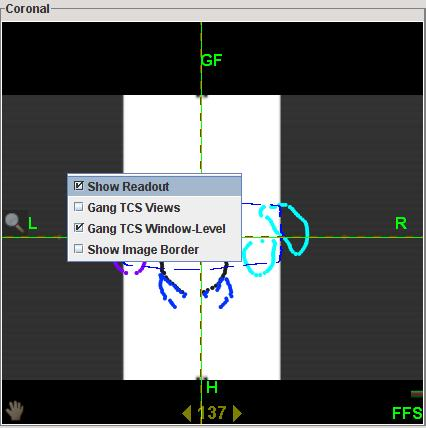 Coronal
GF
Show Readout
Gang TCS Views
L
R
Gang TCS Window-Level
Show Image Border
H
137
FFS